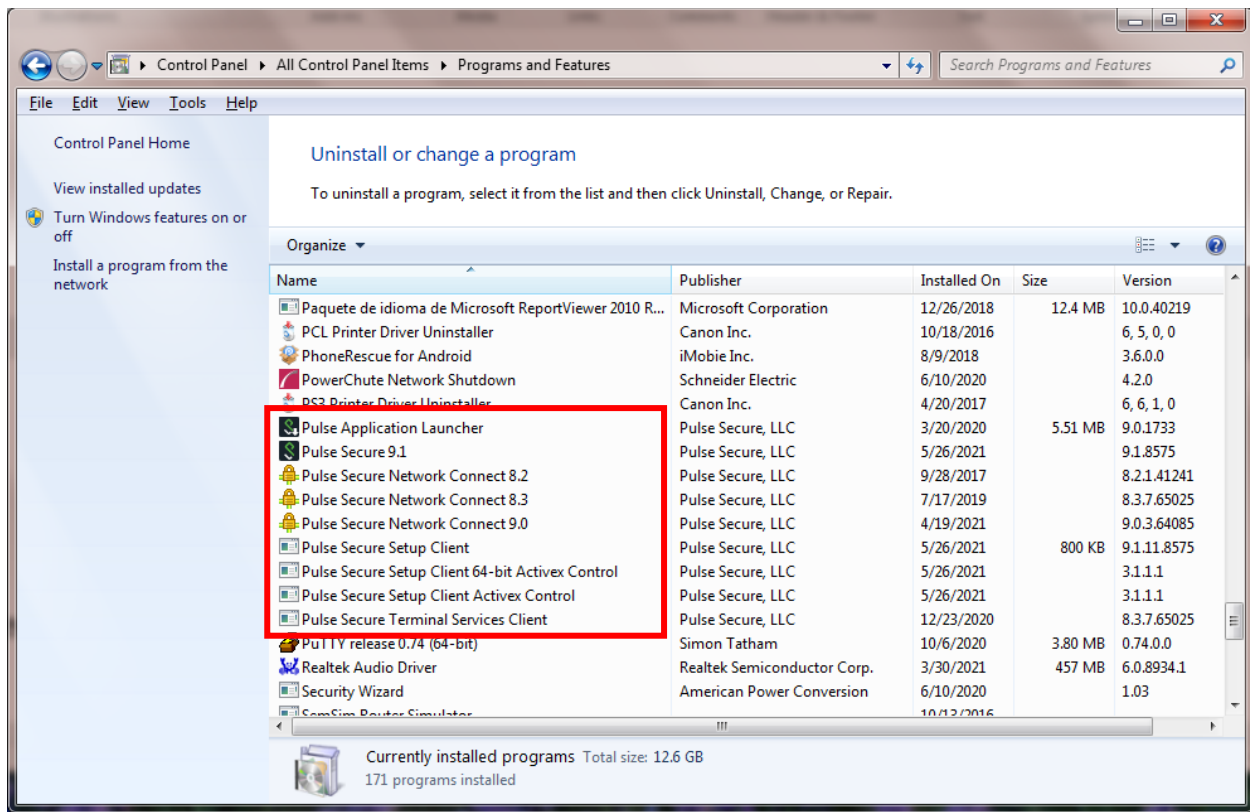 Control Panel ▸ All Control Panel Items ▸ Programs and Features
Search Programs and Features
File Edit View Tools Help
Control Panel Home
View installed updates
Turn Windows features on or
off
Install a program from the
network
Uninstall or change a program
To uninstall a program, select it from the list and then click Uninstall, Change, or Repair.
Organize
Name Publisher Installed On Size Version
Paquete de idioma de Microsoft ReportViewer 2010 R... Microsoft Corporation 12/26/2018 12.4 MB 10.0.40219
PCL Printer Driver Uninstaller Canon Inc. 10/18/2016 6, 5, 0, 0
PhoneRescue for Android iMobie Inc. 8/9/2018 3.6.0.0
PowerChute Network Shutdown Schneider Electric 6/10/2020 4.2.0
PS3 Printer Driver Uninstaller Canon Inc. 4/20/2017 6, 6, 1, 0
Pulse Application Launcher Pulse Secure, LLC 3/20/2020 5.51 MB 9.0.1733
Pulse Secure 9.1 Pulse Secure, LLC 5/26/2021 9.1.8575
Pulse Secure Network Connect 8.2 Pulse Secure, LLC 9/28/2017 8.2.1.41241
Pulse Secure Network Connect 8.3 Pulse Secure, LLC 7/17/2019 8.3.7.65025
Pulse Secure Network Connect 9.0 Pulse Secure, LLC 4/19/2021 9.0.3.64085
Pulse Secure Setup Client Pulse Secure, LLC 5/26/2021 800 KB 9.1.11.8575
Pulse Secure Setup Client 64-bit Activex Control Pulse Secure, LLC 5/26/2021 3.1.1.1
Pulse Secure Setup Client Activex Control Pulse Secure, LLC 5/26/2021 3.1.1.1
Pulse Secure Terminal Services Client Pulse Secure, LLC 12/23/2020 8.3.7.65025
PuTTY release 0.74 (64-bit) Simon Tatham 10/6/2020 3.80 MB 0.74.0.0
Realtek Audio Driver Realtek Semiconductor Corp. 3/30/2021 457 MB 6.0.8934.1
Security Wizard American Power Conversion 6/10/2020 1.03
SemSim Router Simulator 10/13/2016
Currently installed programs Total size: 12.6 GB
171 programs installed